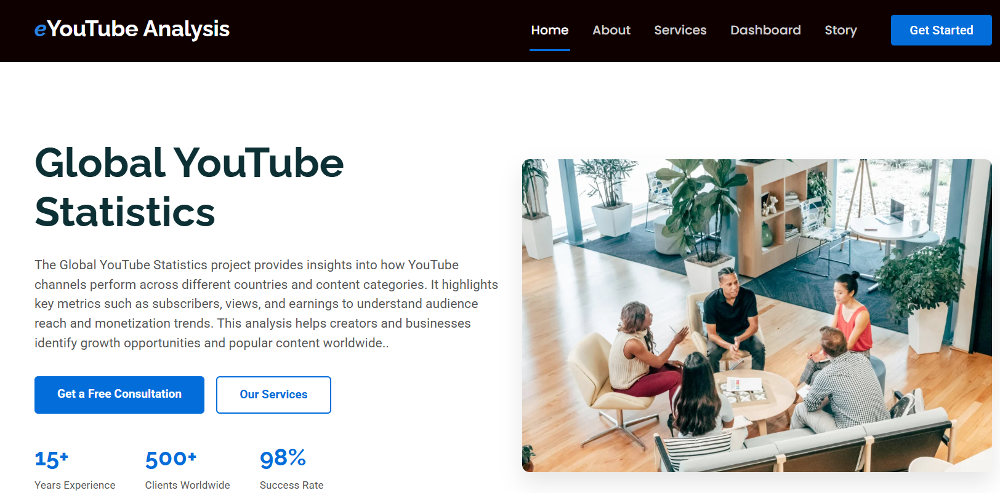 eYouTube Analysis
Home About Services Dashboard Story Get Started
Global YouTube
Statistics
The Global YouTube Statistics project provides insights into how YouTube
channels perform across different countries and content categories. It highlights
key metrics such as subscribers, views, and earnings to understand audience
reach and monetization trends. This analysis helps creators and businesses
identify growth opportunities and popular content worldwide..
Get a Free Consultation Our Services
15+ 500+ 98%
Years Experience Clients Worldwide Success Rate